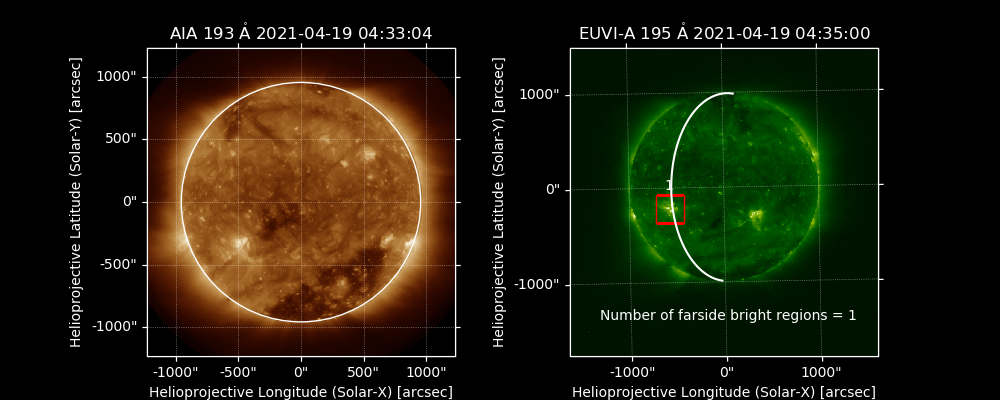 AIA 193 Å 2021-04-19 04:33:04
Helioprojective Latitude (Solar-Y) [arcsec]
1000"
500"
0"
-500"
-1000"
-1000"
-500"
0"
500"
1000"
Helioprojective Longitude (Solar-X) [arcsec]
EUVI-A 195 Å 2021-04-19 04:35:00
Helioprojective Latitude (Solar-Y) [arcsec]
1000"
0"
-1000"
1
Number of farside bright regions = 1
-1000"
0"
1000"
Helioprojective Longitude (Solar-X) [arcsec]